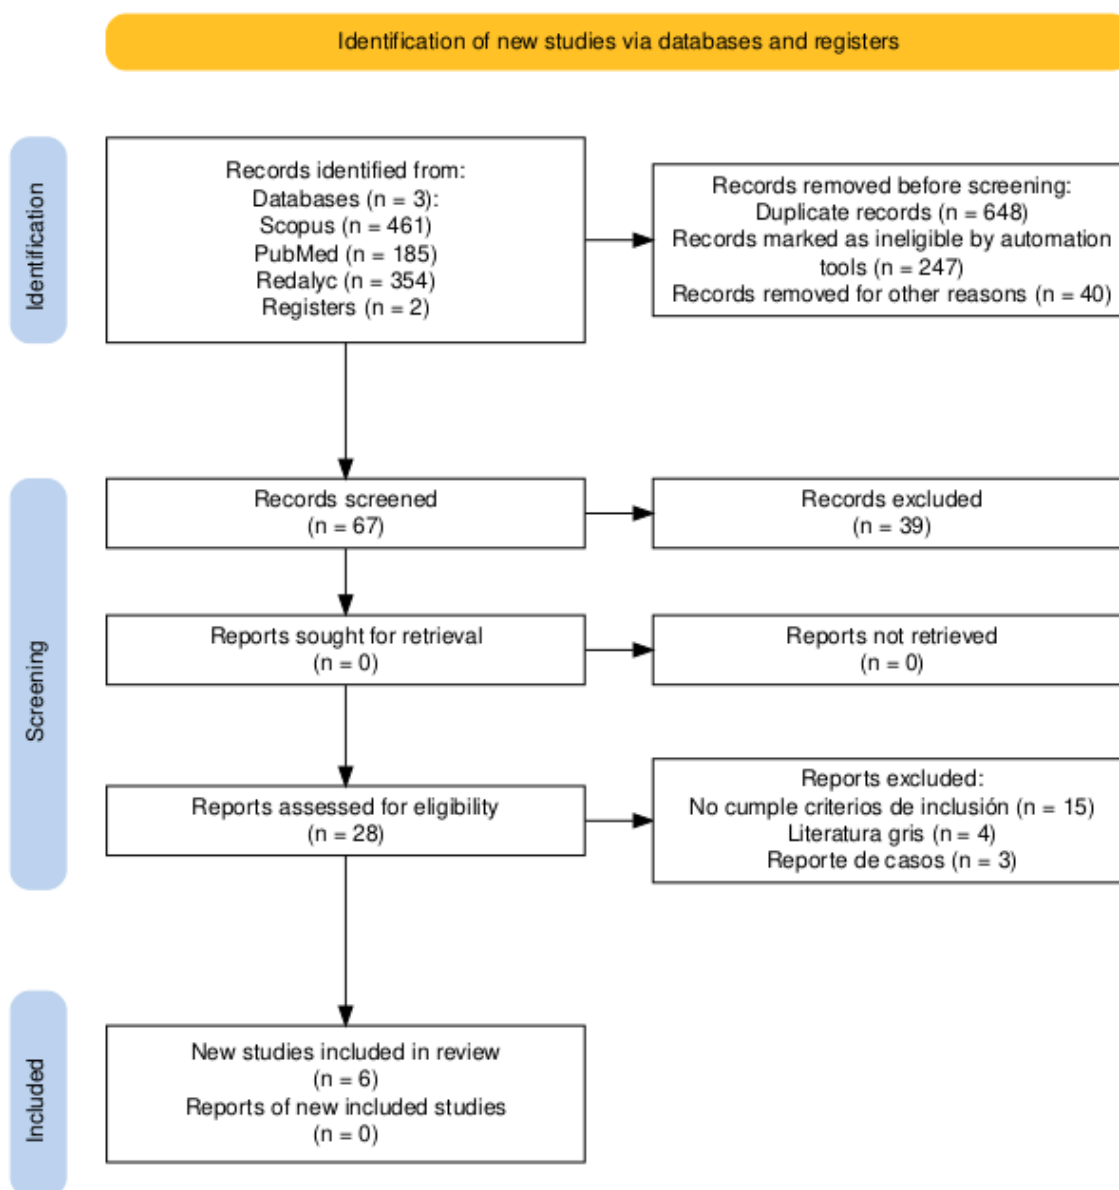 Identification of new studies via databases and registers
Identification
Records identified from:
Databases (n = 3):
Scopus (n = 461)
PubMed (n = 185)
Redalyc (n = 354)
Registers (n = 2)
Records removed before screening:
Duplicate records (n = 648)
Records marked as ineligible by automation
tools (n = 247)
Records removed for other reasons (n = 40)
Screening
Records screened
(n = 67)
Records excluded
(n = 39)
Reports sought for retrieval
(n = 0)
Reports not retrieved
(n = 0)
Reports assessed for eligibility
(n = 28)
Reports excluded:
No cumple criterios de inclusión (n = 15)
Literatura gris (n = 4)
Reporte de casos (n = 3)
Included
New studies included in review
(n = 6)
Reports of new included studies
(n = 0)